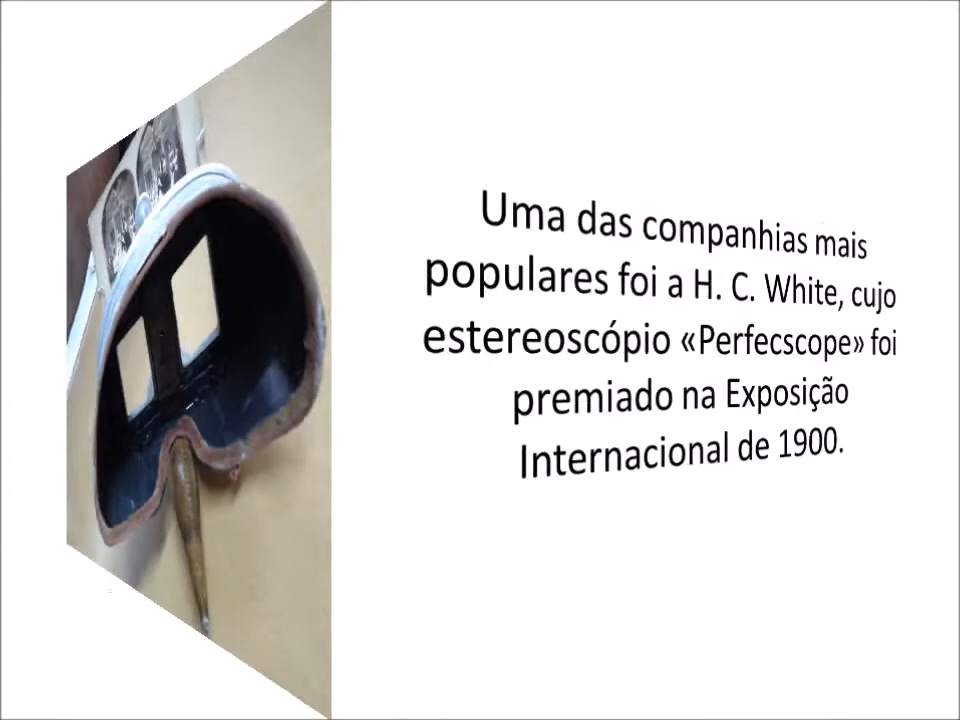 Uma das companhias mais
populares foi a H. C. White, cujo
estereoscópio «Perfecscope» foi
premiado na Exposição
Internacional de 1900.